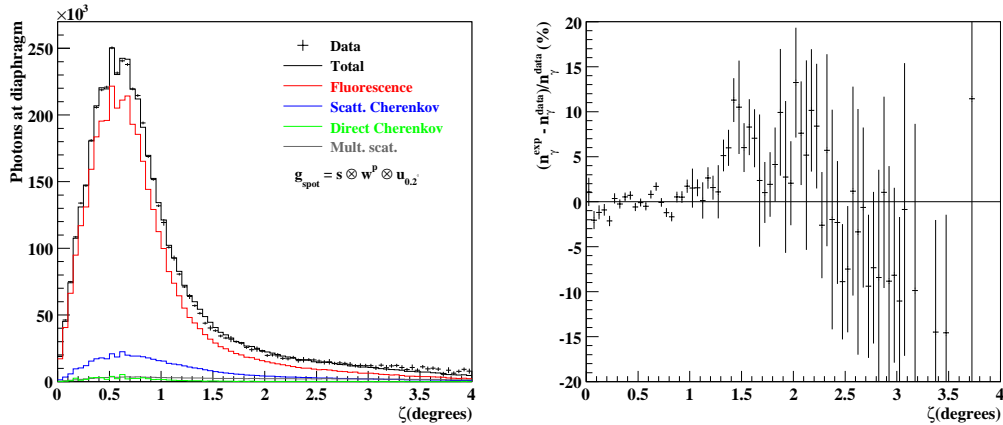 ×10³
Photons at diaphragm
250
200
150
100
50
0
0 0.5 1 1.5 2 2.5 3 3.5 4
ζ(degrees)
Data
Total
Fluorescence
Scatt. Cherenkov
Direct Cherenkov
Mult. scat.
g_spot = s ⊗ w^p ⊗ u_0.2°
(n_γ^exp - n_γ^data)/n_γ^data (%)
20
15
10
5
0
-5
-10
-15
-20
0 0.5 1 1.5 2 2.5 3 3.5 4
ζ(degrees)